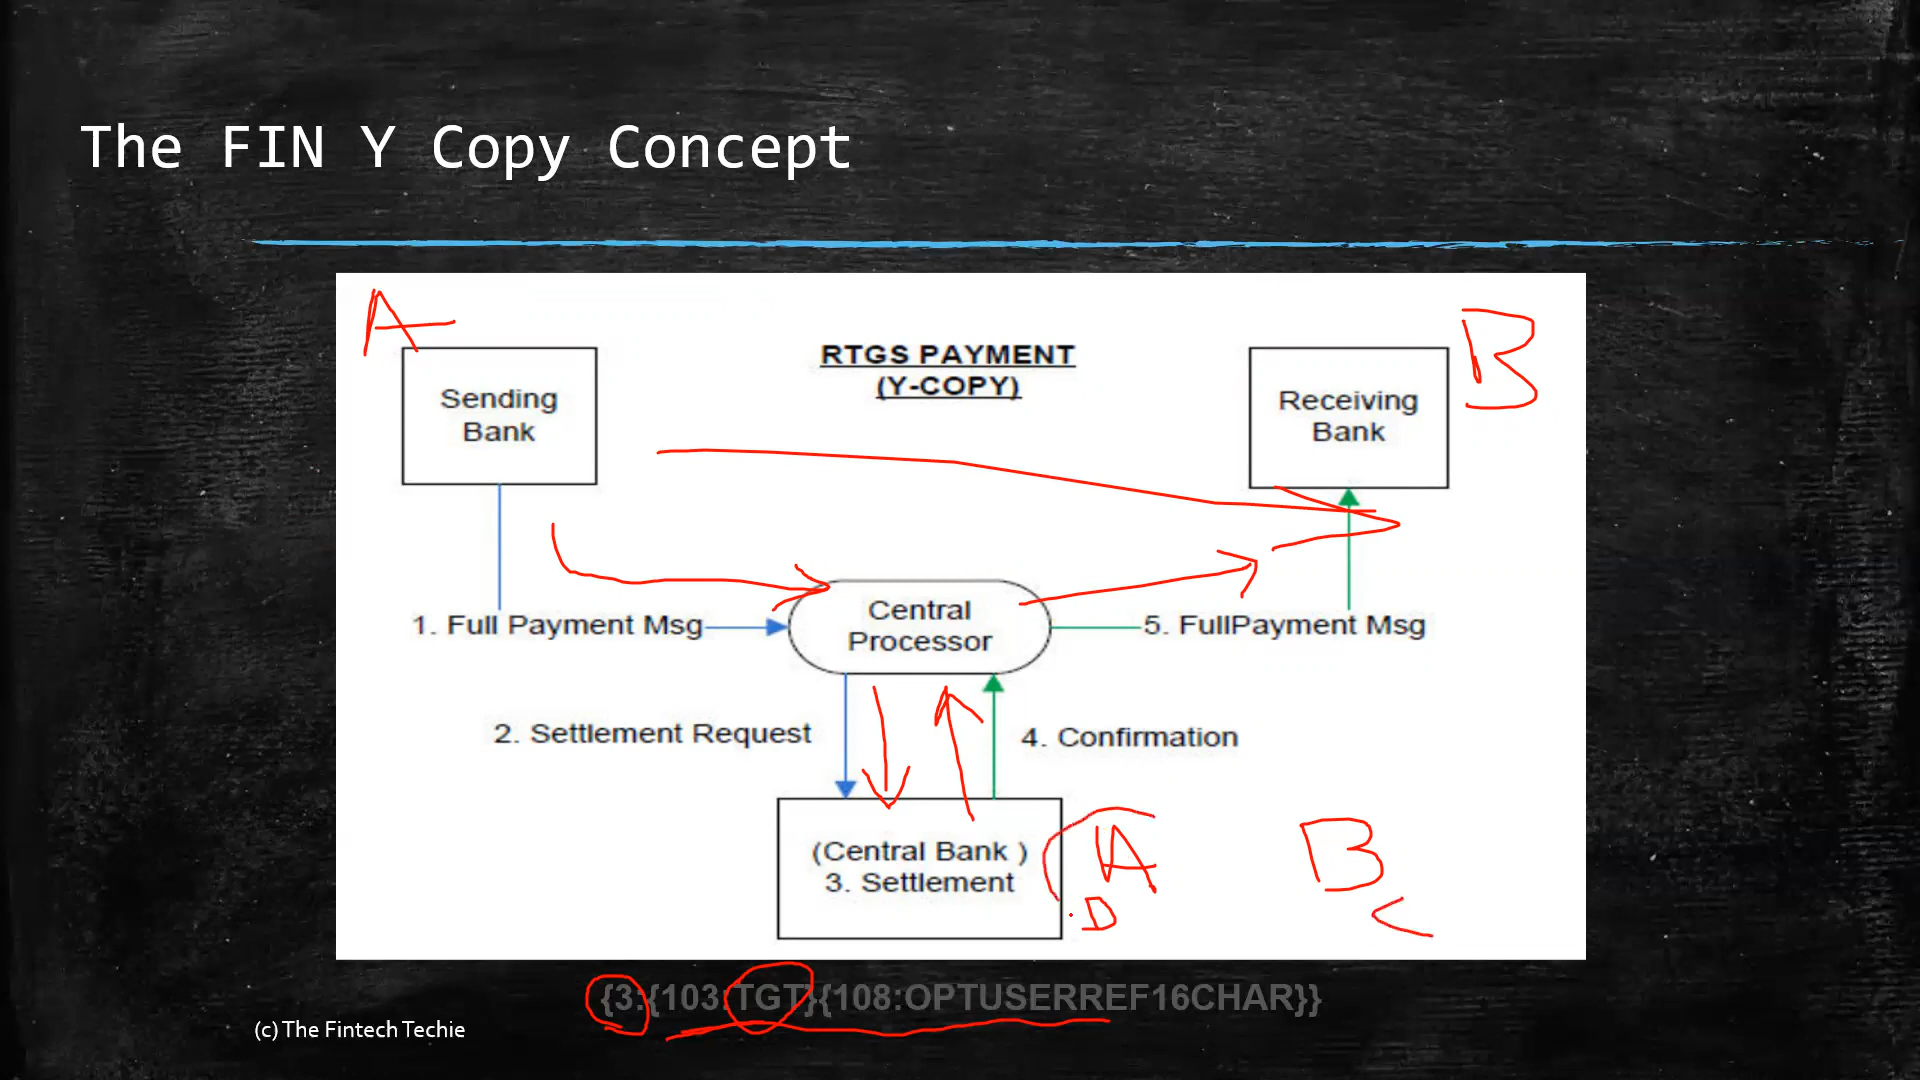 The FIN Y Copy Concept
A
B
RTGS PAYMENT
(Y-COPY)
Sending
Bank
Receiving
Bank
Central
Processor
1. Full Payment Msg
5. FullPayment Msg
2. Settlement Request
4. Confirmation
(Central Bank )
3. Settlement
A
B
D
C
{3:{103:TGT}{108:OPTUSERREF16CHAR}}
(c) The Fintech Techie